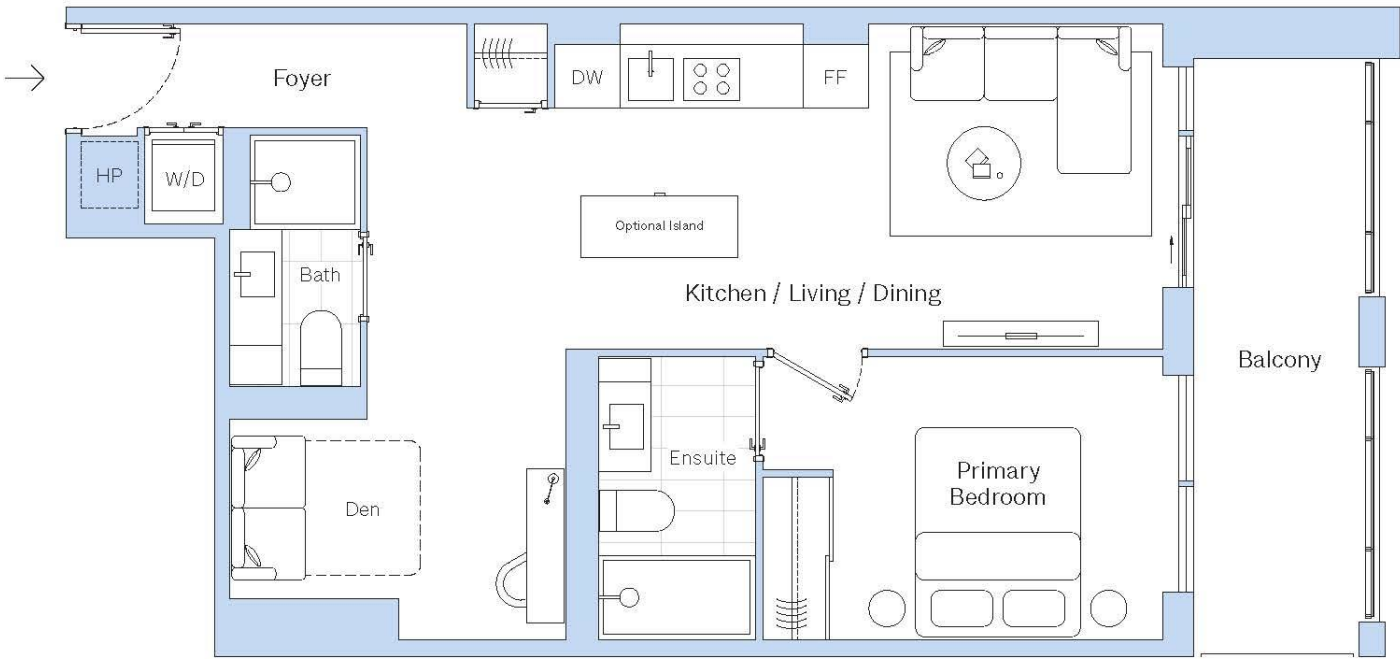 Foyer
DW
FF
HP
W/D
Optional Island
Bath
Kitchen / Living / Dining
Balcony
Ensuite
Primary
Bedroom
Den